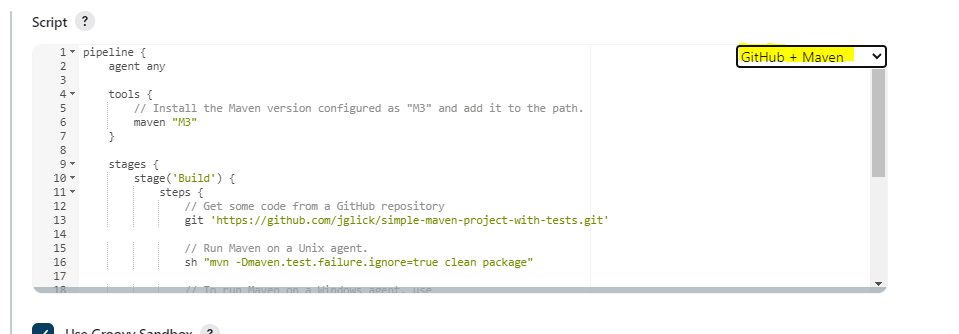 Script ?
GitHub + Maven
1 pipeline {
2 agent any
3
4 tools {
5 // Install the Maven version configured as "M3" and add it to the path.
6 maven "M3"
7 }
8
9 stages {
10 stage('Build') {
11 steps {
12 // Get some code from a GitHub repository
13 git 'https://github.com/jglick/simple-maven-project-with-tests.git'
14
15 // Run Maven on a Unix agent.
16 sh "mvn -Dmaven.test.failure.ignore=true clean package"
17
18 // To run Maven on a Windows agent, use
Use Groovy Sandbox ?